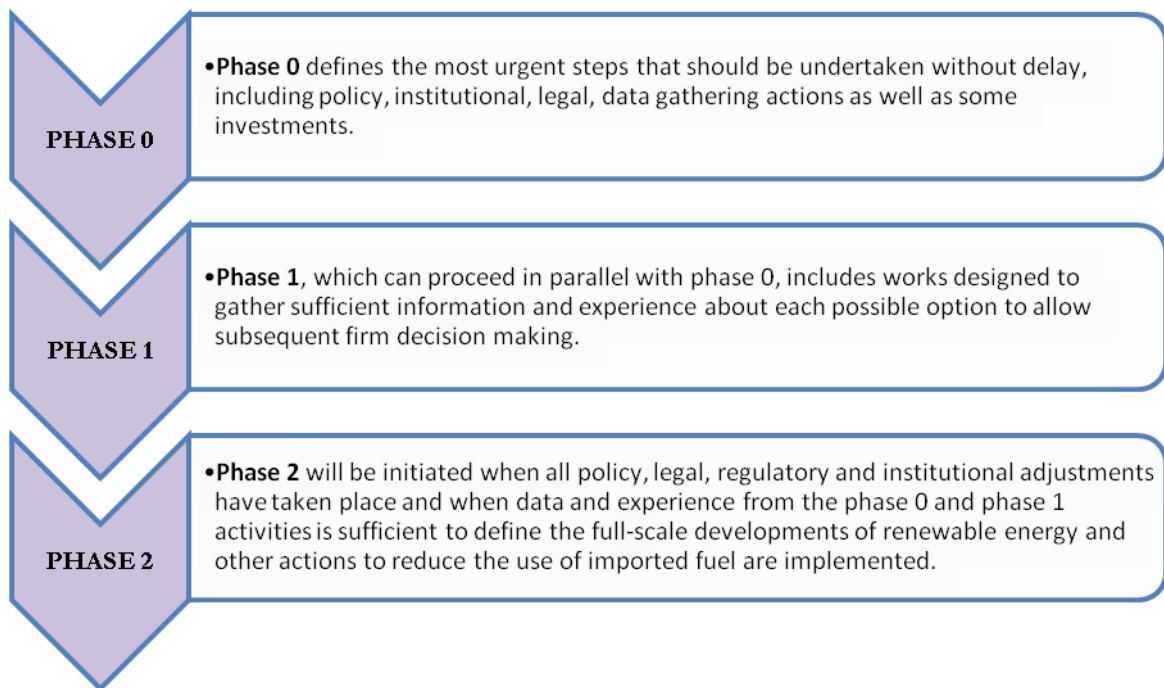 PHASE 0
•Phase 0 defines the most urgent steps that should be undertaken without delay,
including policy, institutional, legal, data gathering actions as well as some
investments.
PHASE 1
•Phase 1, which can proceed in parallel with phase 0, includes works designed to
gather sufficient information and experience about each possible option to allow
subsequent firm decision making.
PHASE 2
•Phase 2 will be initiated when all policy, legal, regulatory and institutional adjustments
have taken place and when data and experience from the phase 0 and phase 1
activities is sufficient to define the full-scale developments of renewable energy and
other actions to reduce the use of imported fuel are implemented.